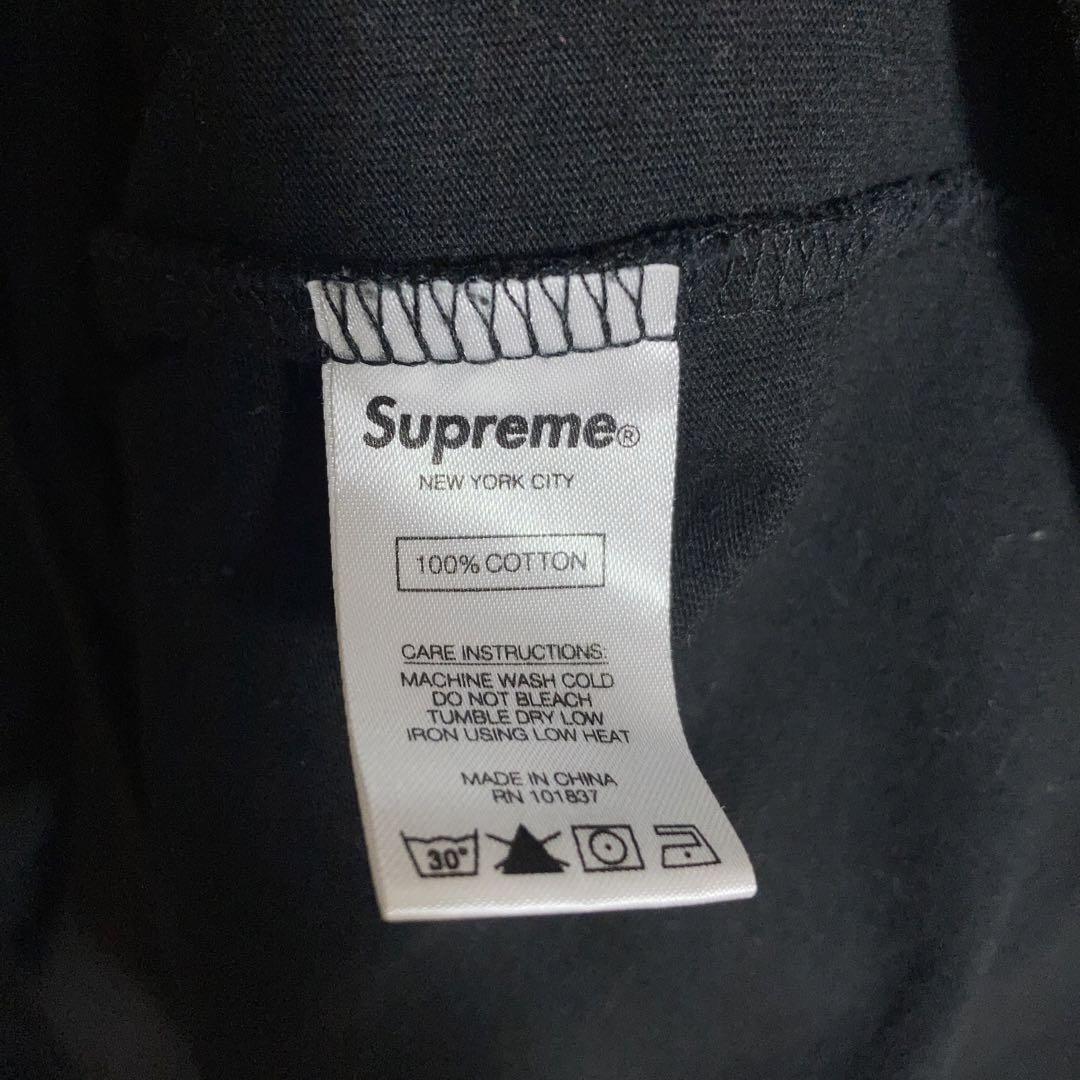 Supreme®
NEW YORK CITY
100% COTTON
CARE INSTRUCTIONS:
MACHINE WASH COLD
DO NOT BLEACH
TUMBLE DRY LOW
IRON USING LOW HEAT
MADE IN CHINA
RN 101837
30°